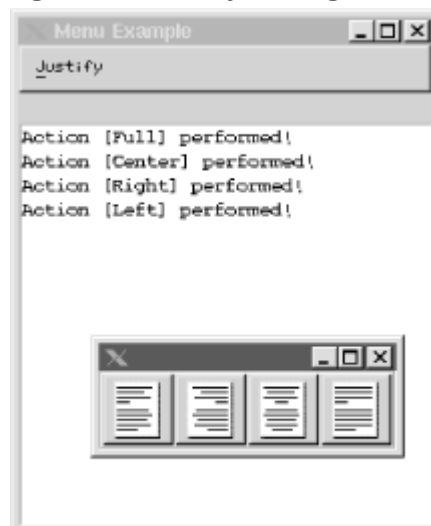 Menu Example
Justify
Action [Full] performed!
Action [Center] performed!
Action [Right] performed!
Action [Left] performed!